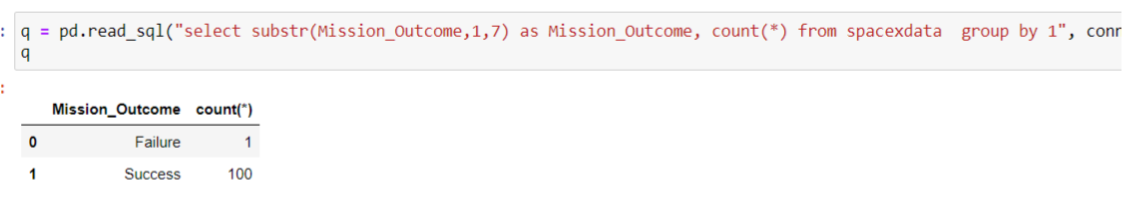 : q = pd.read_sql("select substr(Mission_Outcome,1,7) as Mission_Outcome, count(*) from spacexdata  group by 1", conr
q
:
Mission_Outcome count(*)
0 Failure 1
1 Success 100